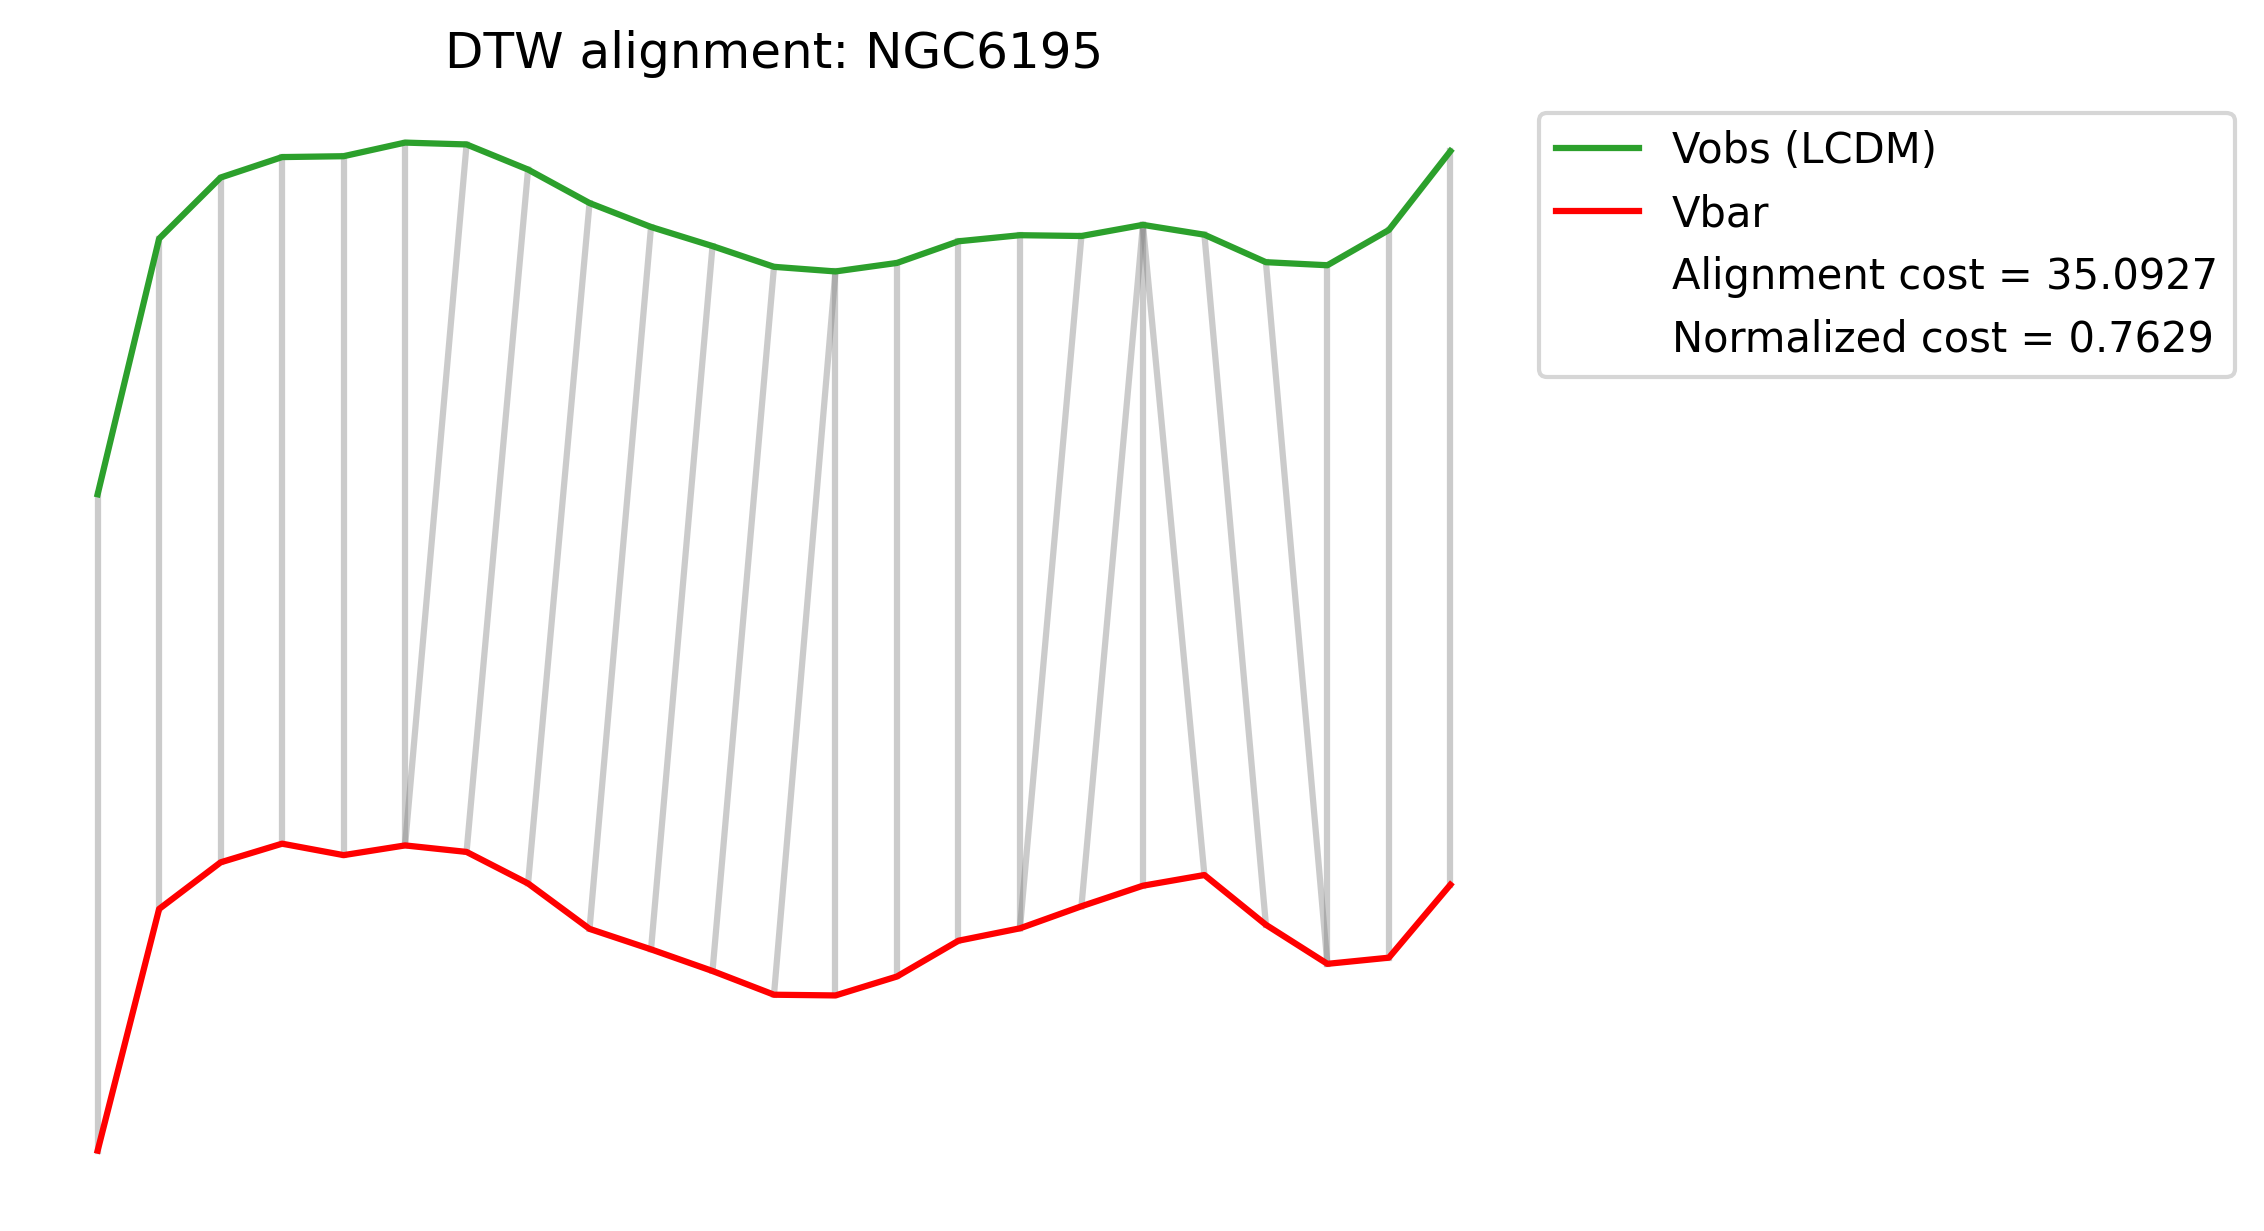 DTW alignment: NGC6195
Vobs (LCDM)
Vbar
Alignment cost = 35.0927
Normalized cost = 0.7629